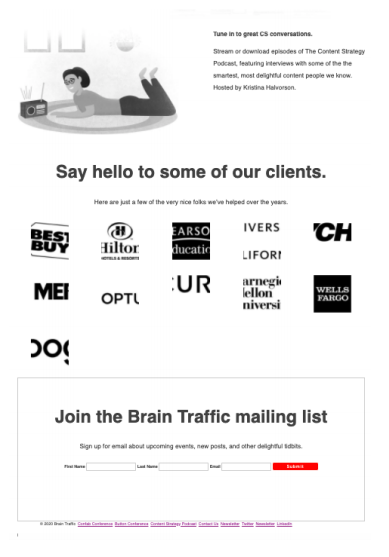 Tune in to great CS conversations.
Stream or download episodes of The Content Strategy
Podcast, featuring interviews with some of the the
smartest, most delightful content people we know.
Hosted by Kristina Halvorson.
Say hello to some of our clients.
Here are just a few of the very nice folks we've helped over the years.
BEST
BUY
Hilton
HOTELS & RESORTS
EARSO
ducatio
IVERS
LIFOR
CH
ME
OPTU
CUR
arnegie
ellon
niversi
WELLS
FARGO
OOG
Join the Brain Traffic mailing list
Sign up for email about upcoming events, new posts, and other delightful tidbits.
First Name Last Name Email Submit
© 2020 Brain Traffic Confab Conference Button Conference Content Strategy Podcast Contact Us Newsletter Twitter Newsletter LinkedIn